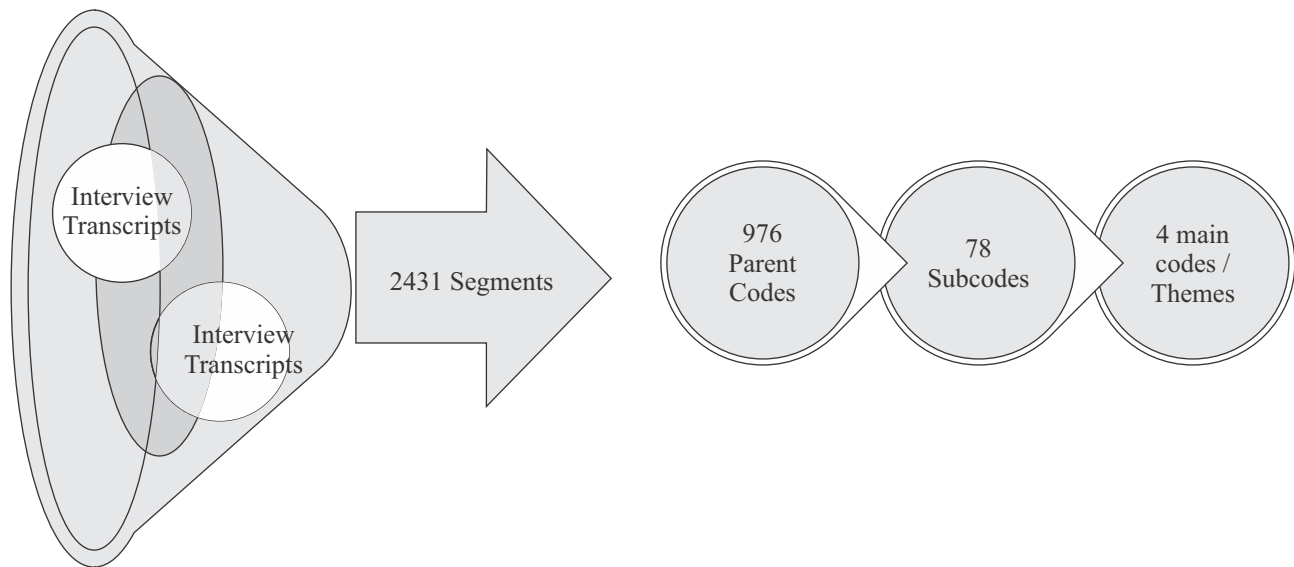 Interview
Transcripts
Interview
Transcripts
2431 Segments
976
Parent
Codes
78
Subcodes
4 main
codes /
Themes